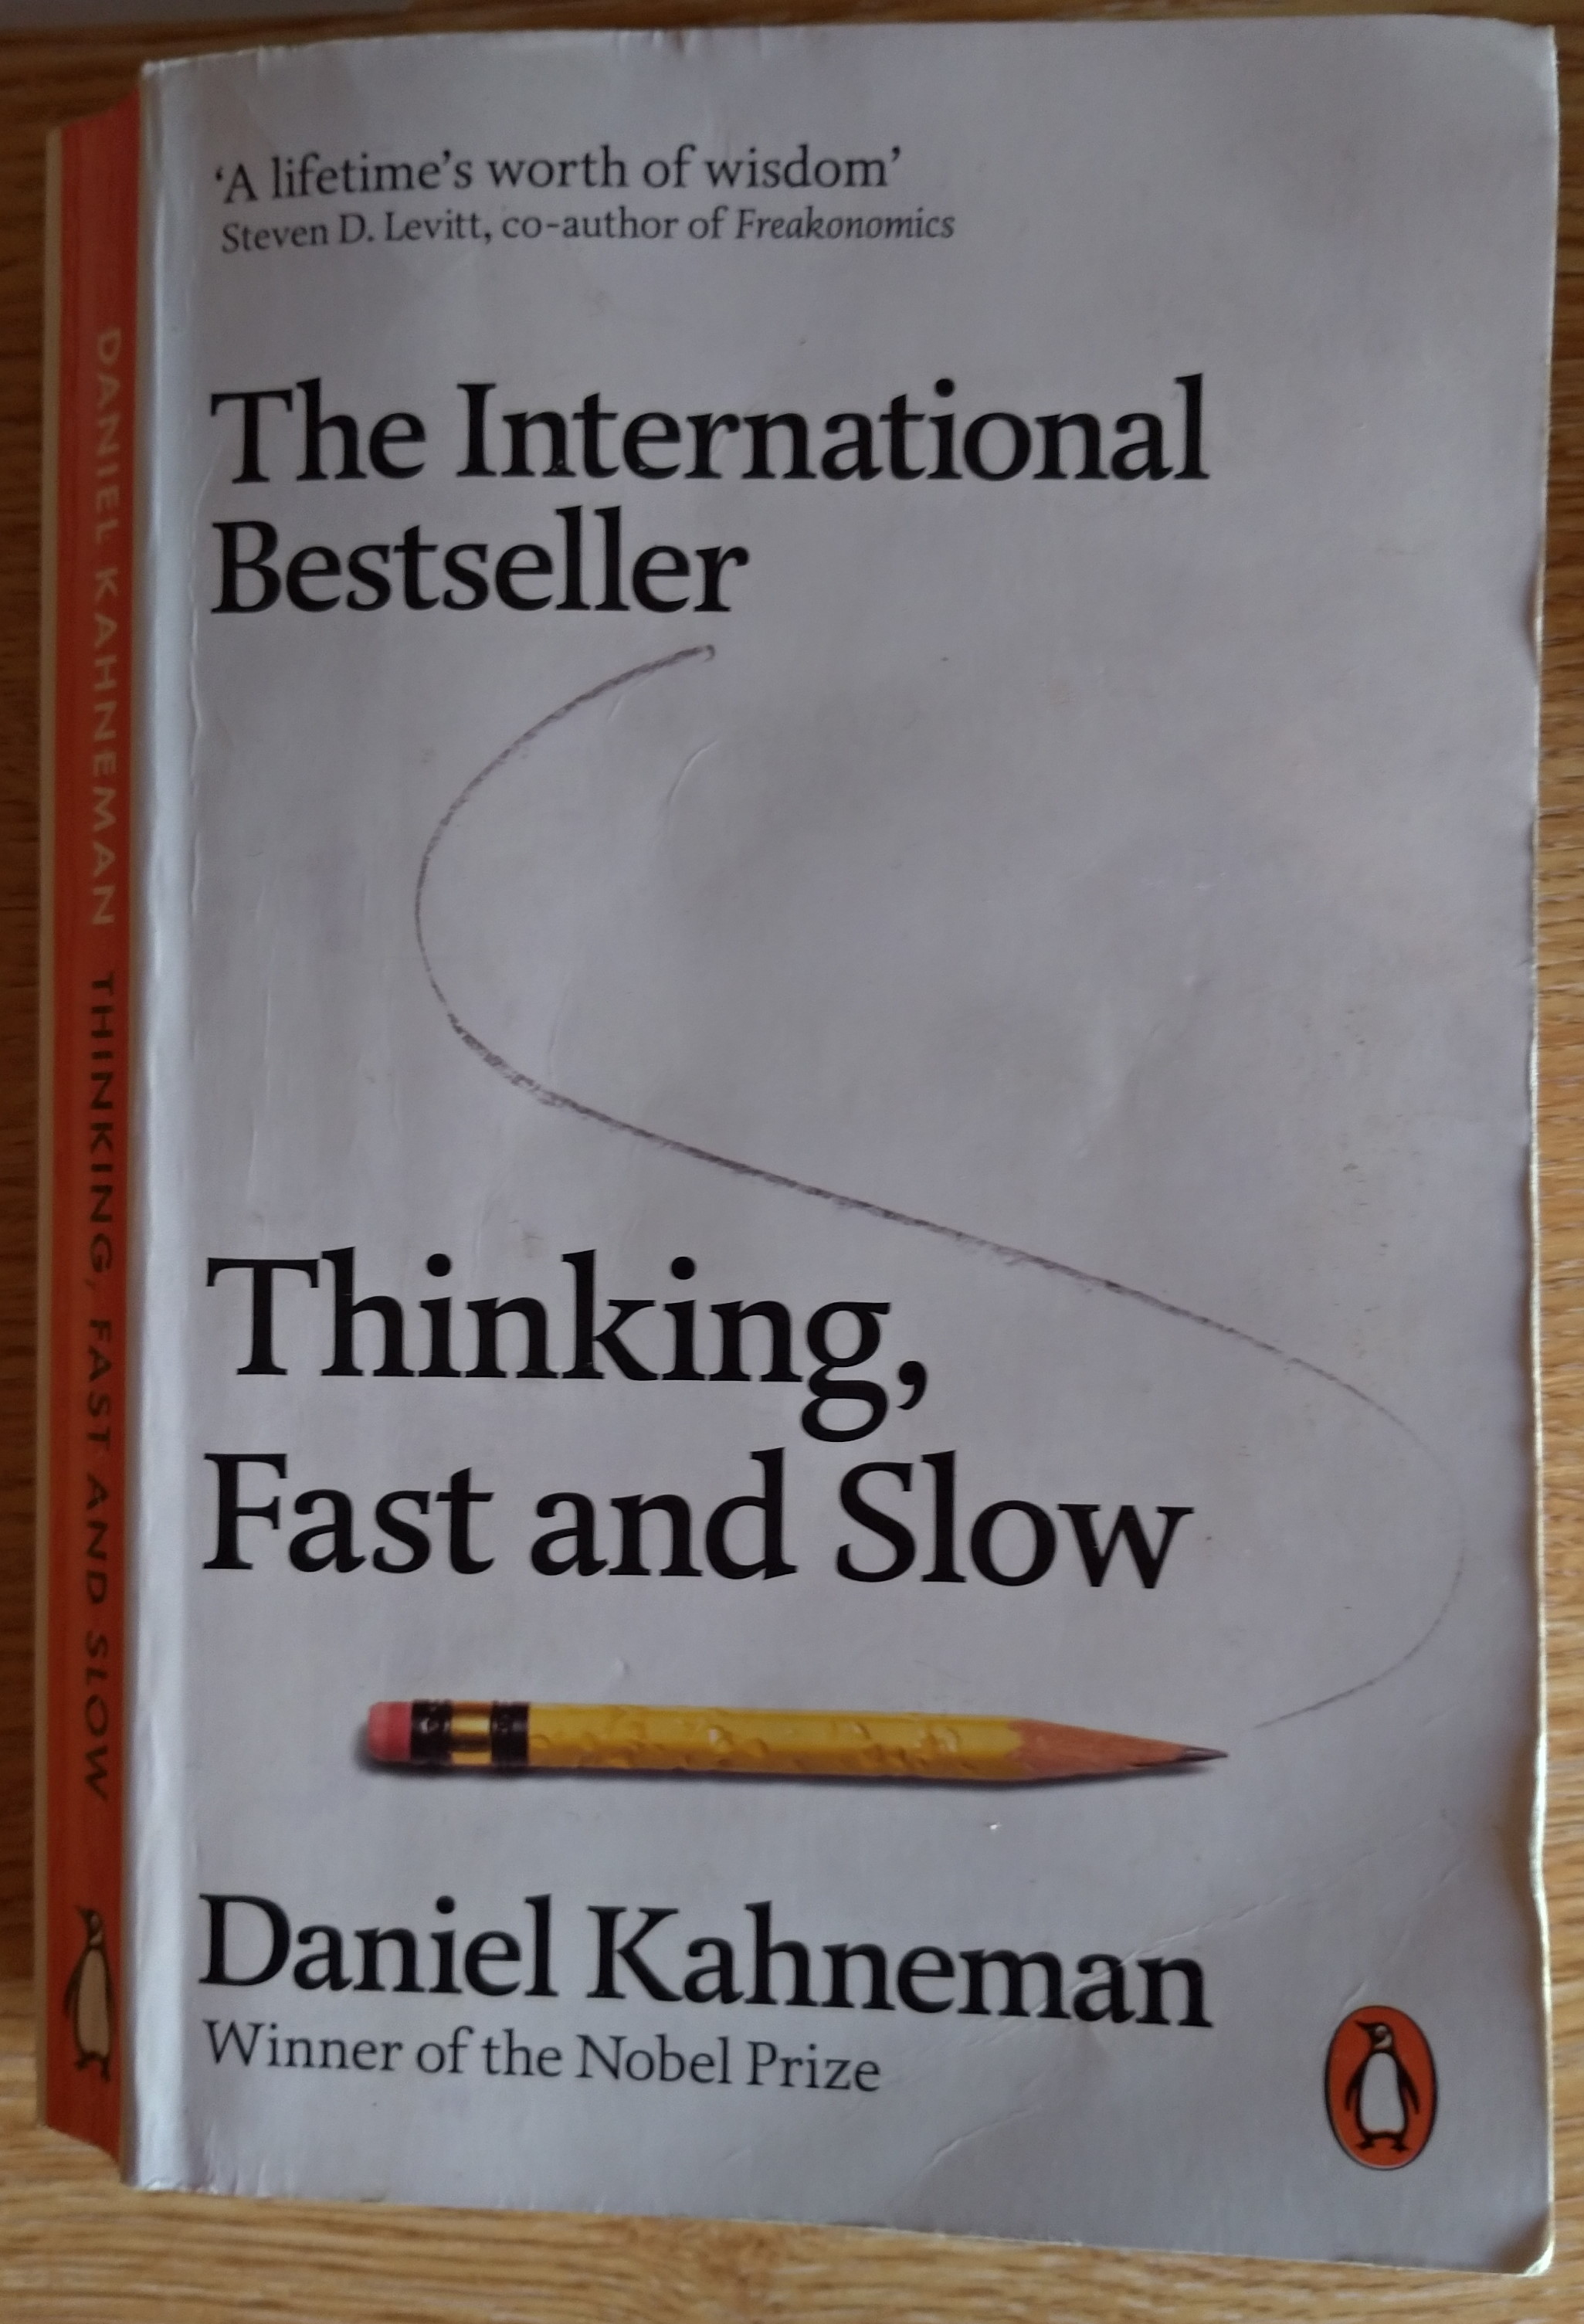 ‘A lifetime’s worth of wisdom’
Steven D. Levitt, co-author of Freakonomics
The International
Bestseller
Thinking,
Fast and Slow
Daniel Kahneman
Winner of the Nobel Prize
DANIEL KAHNEMAN THINKING, FAST AND SLOW